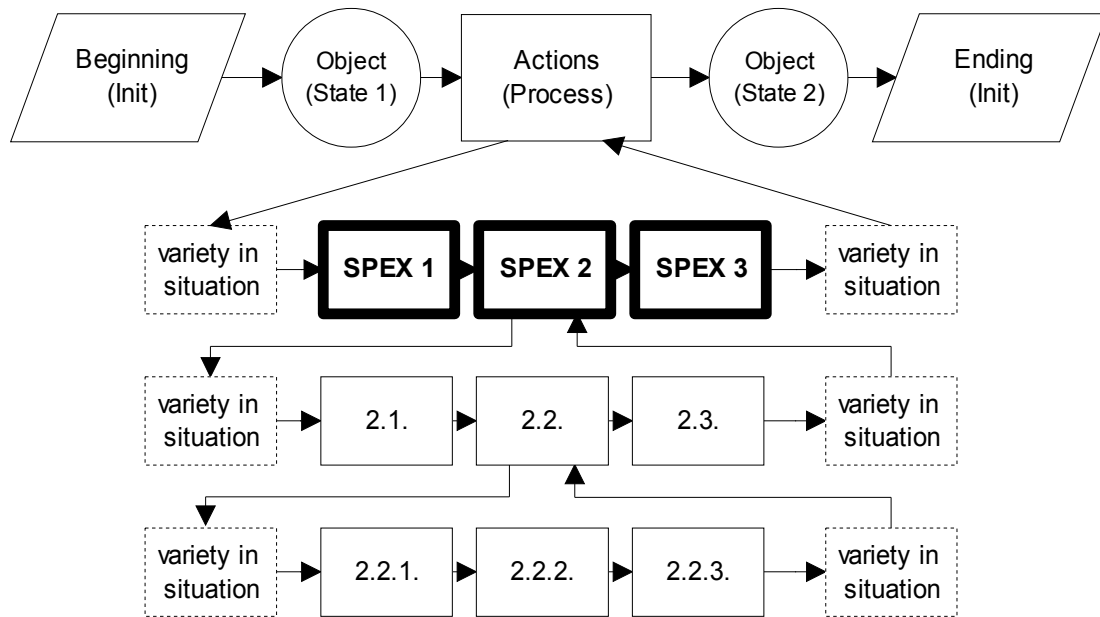 Beginning
(Init)
Object
(State 1)
Actions
(Process)
Object
(State 2)
Ending
(Init)
variety in
situation
SPEX 1
SPEX 2
SPEX 3
variety in
situation
variety in
situation
2.1.
2.2.
2.3.
variety in
situation
variety in
situation
2.2.1.
2.2.2.
2.2.3.
variety in
situation